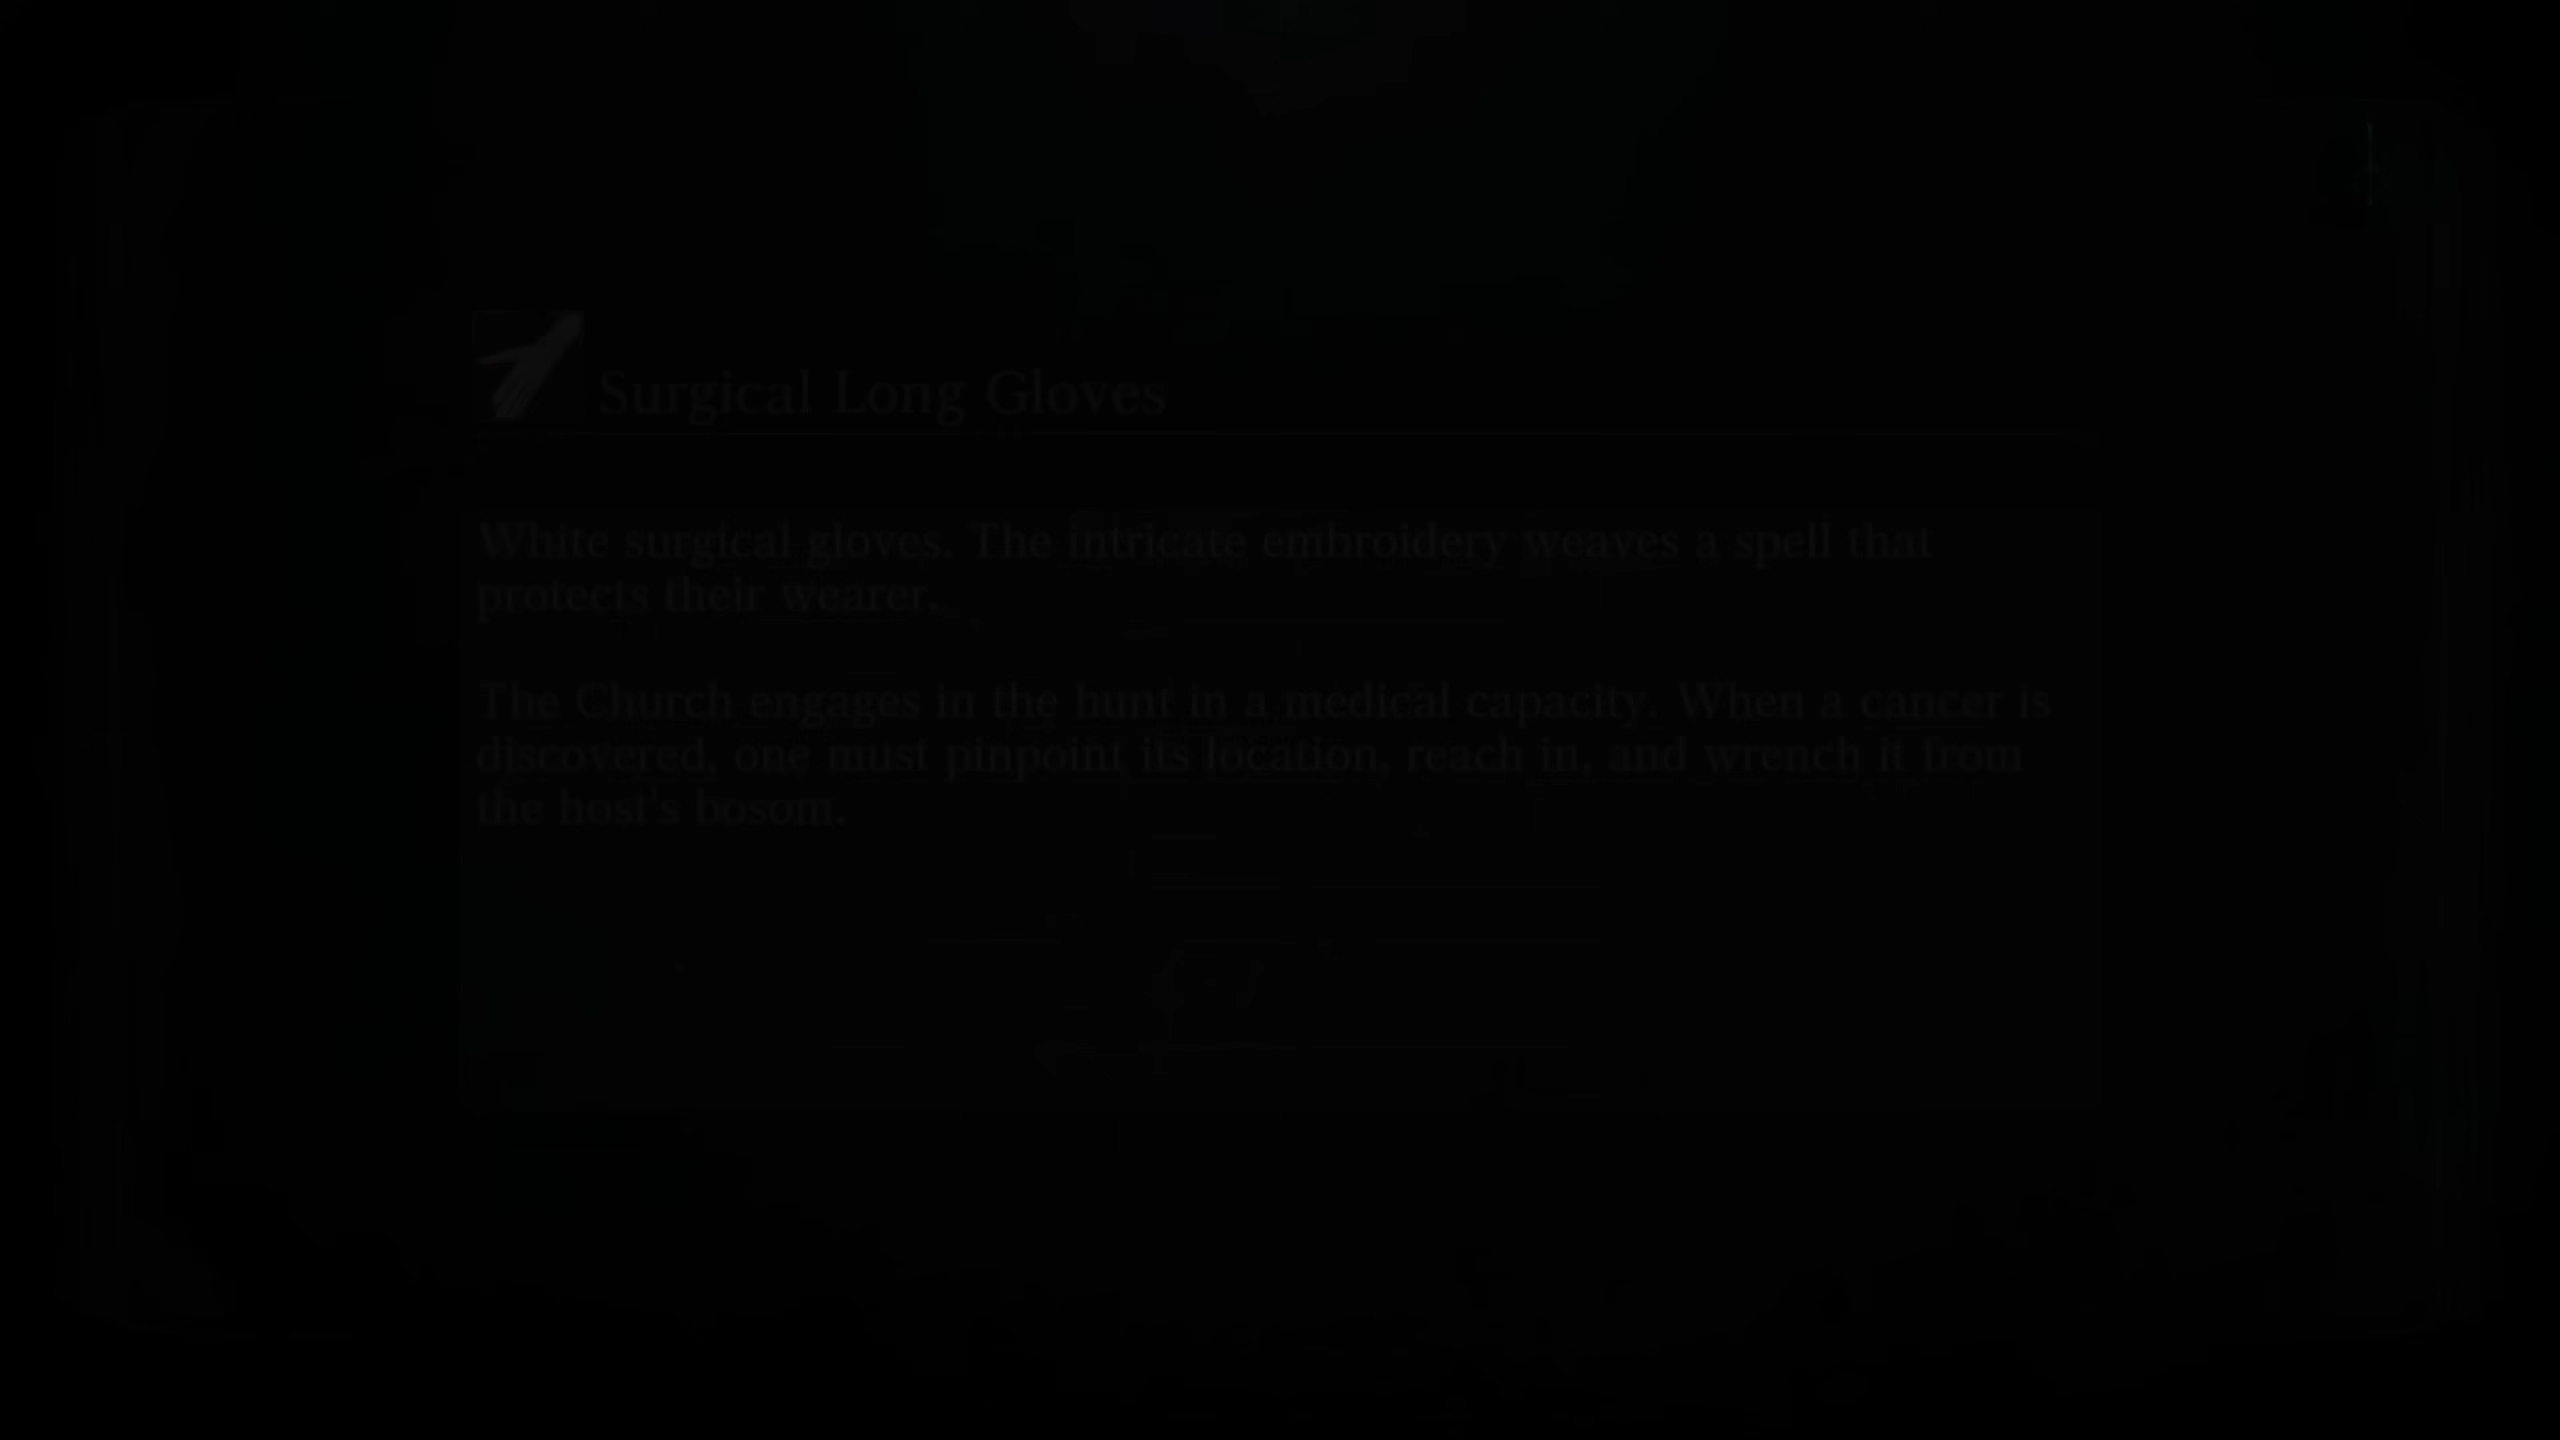 Surgical Long Gloves
White surgical gloves. The intricate embroidery weaves a spell that
protects their wearer.
The Church engages in the hunt in a medical capacity. When a cancer is
discovered, one must pinpoint its location, reach in, and wrench it from
the host's bosom.